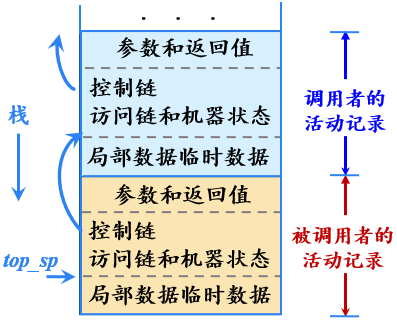 . . .
参数和返回值
控制链
访问链和机器状态
局部数据临时数据
参数和返回值
控制链
访问链和机器状态
局部数据临时数据
栈
top_sp
调用者的
活动记录
被调用者的
活动记录